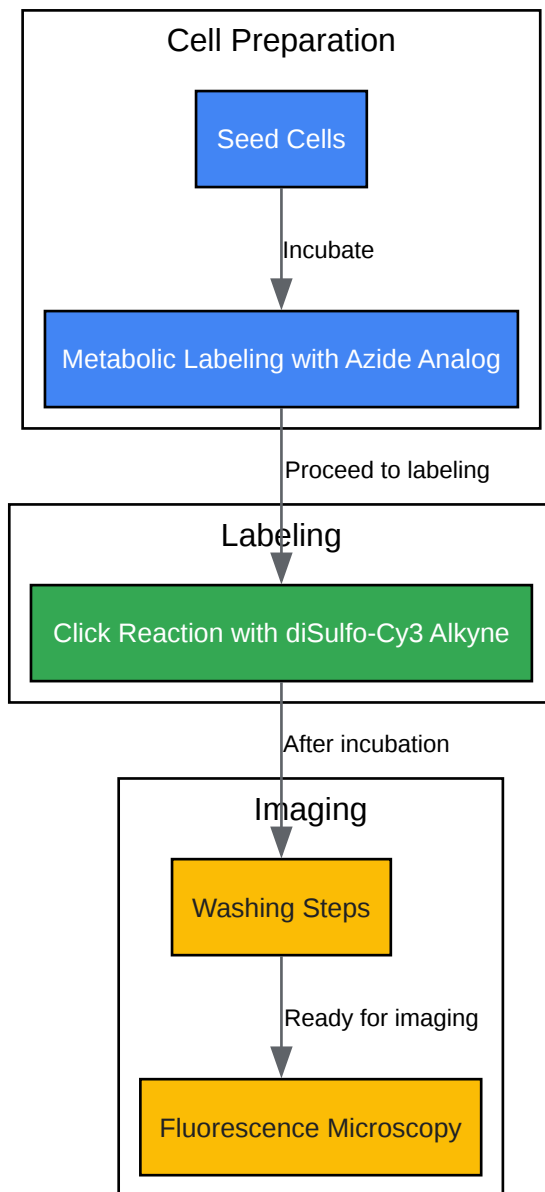 Cell Preparation
Seed Cells
Incubate
Metabolic Labeling with Azide Analog
Proceed to labeling
Labeling
Click Reaction with diSulfo-Cy3 Alkyne
After incubation
Imaging
Washing Steps
Ready for imaging
Fluorescence Microscopy